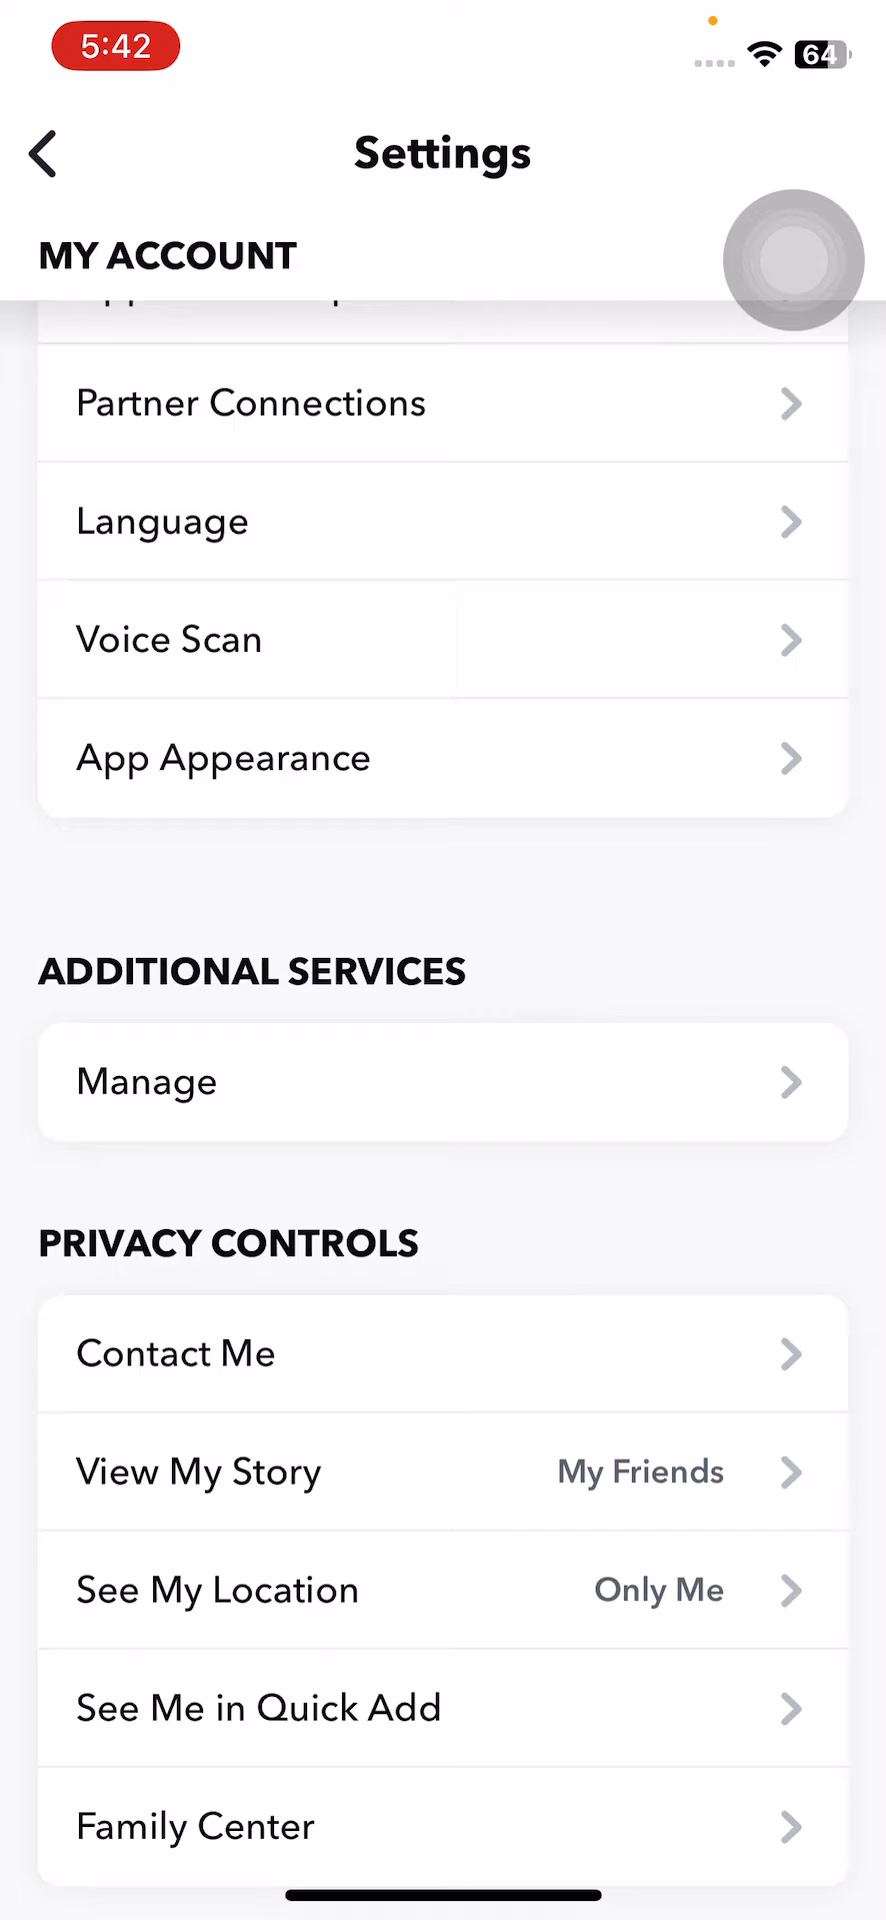 5:42
64
Settings
MY ACCOUNT
Partner Connections
Language
Voice Scan
App Appearance
ADDITIONAL SERVICES
Manage
PRIVACY CONTROLS
Contact Me
View My Story My Friends
See My Location Only Me
See Me in Quick Add
Family Center